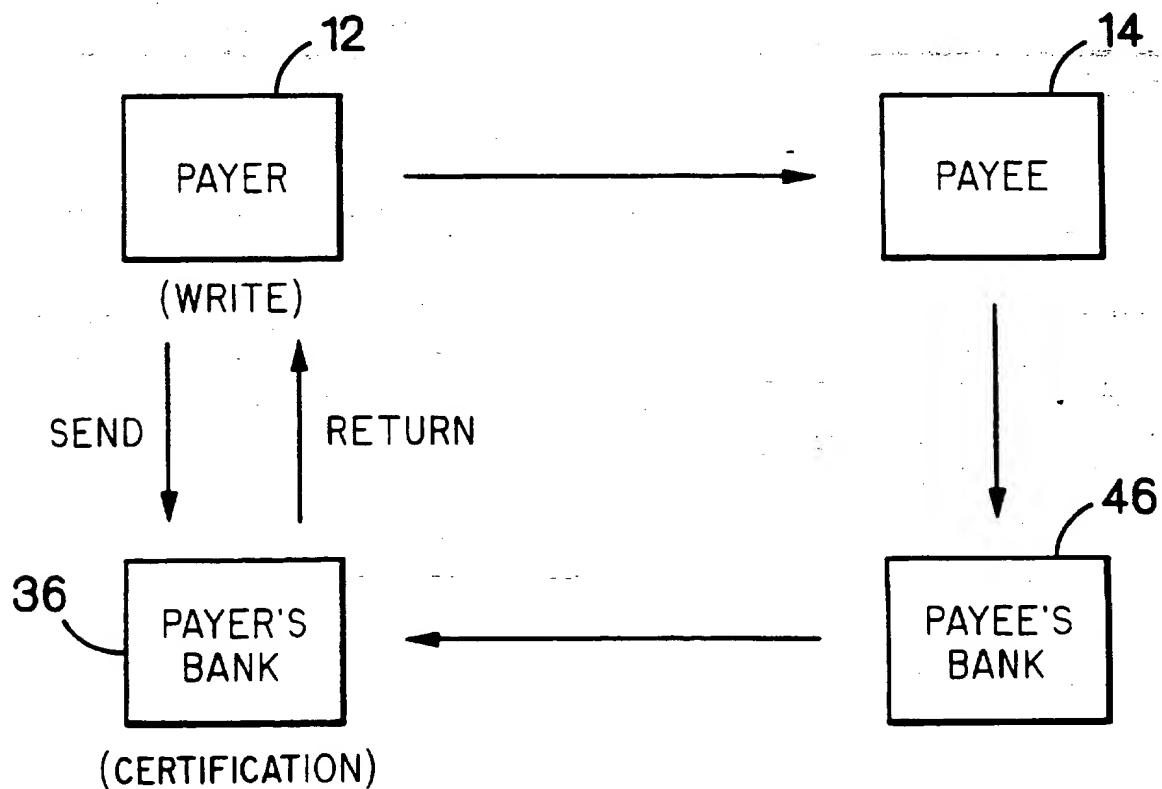 12
14
PAYER
PAYEE
(WRITE)
SEND
RETURN
46
36
PAYER'S
BANK
PAYEE'S
BANK
(CERTIFICATION)